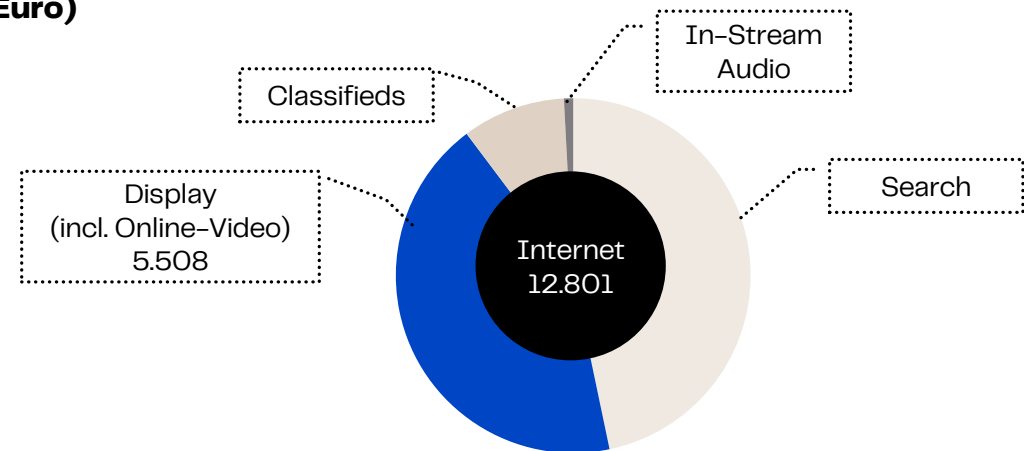 Euro)
In-Stream
Audio
Classifieds
Search
Display
(incl. Online-Video)
5.508
Internet
12.801